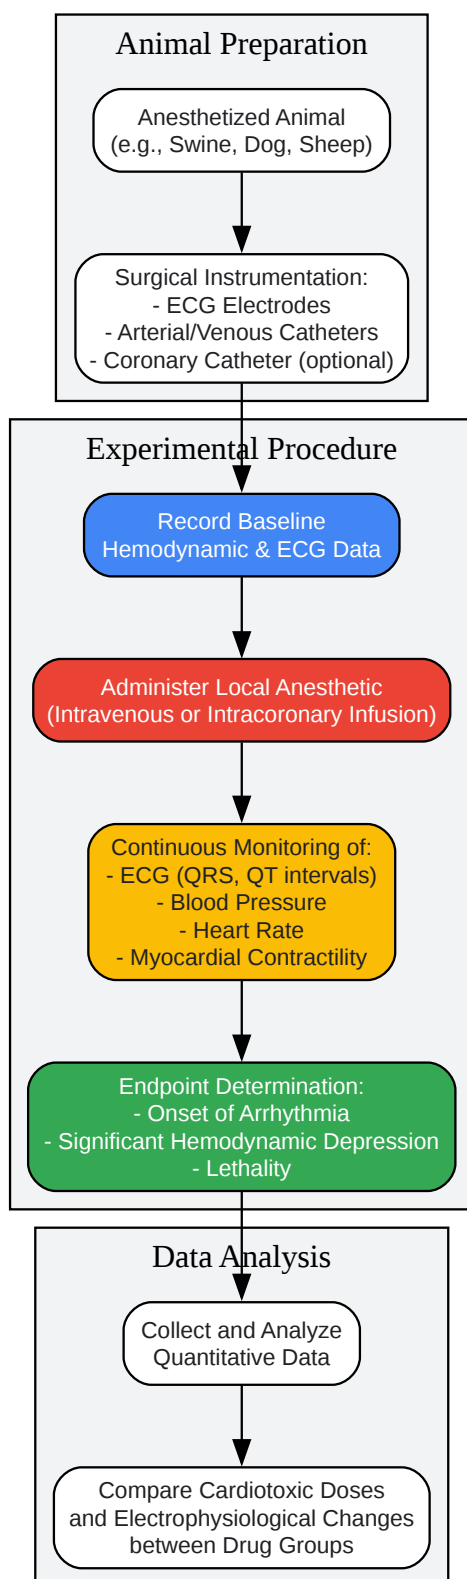 Animal Preparation
Anesthetized Animal
(e.g., Swine, Dog, Sheep)
Surgical Instrumentation:
- ECG Electrodes
- Arterial/Venous Catheters
- Coronary Catheter (optional)
Experimental Procedure
Record Baseline
Hemodynamic & ECG Data
Administer Local Anesthetic
(Intravenous or Intracoronary Infusion)
Continuous Monitoring of:
- ECG (QRS, QT intervals)
- Blood Pressure
- Heart Rate
- Myocardial Contractility
Endpoint Determination:
- Onset of Arrhythmia
- Significant Hemodynamic Depression
- Lethality
Data Analysis
Collect and Analyze
Quantitative Data
Compare Cardiotoxic Doses
and Electrophysiological Changes
between Drug Groups